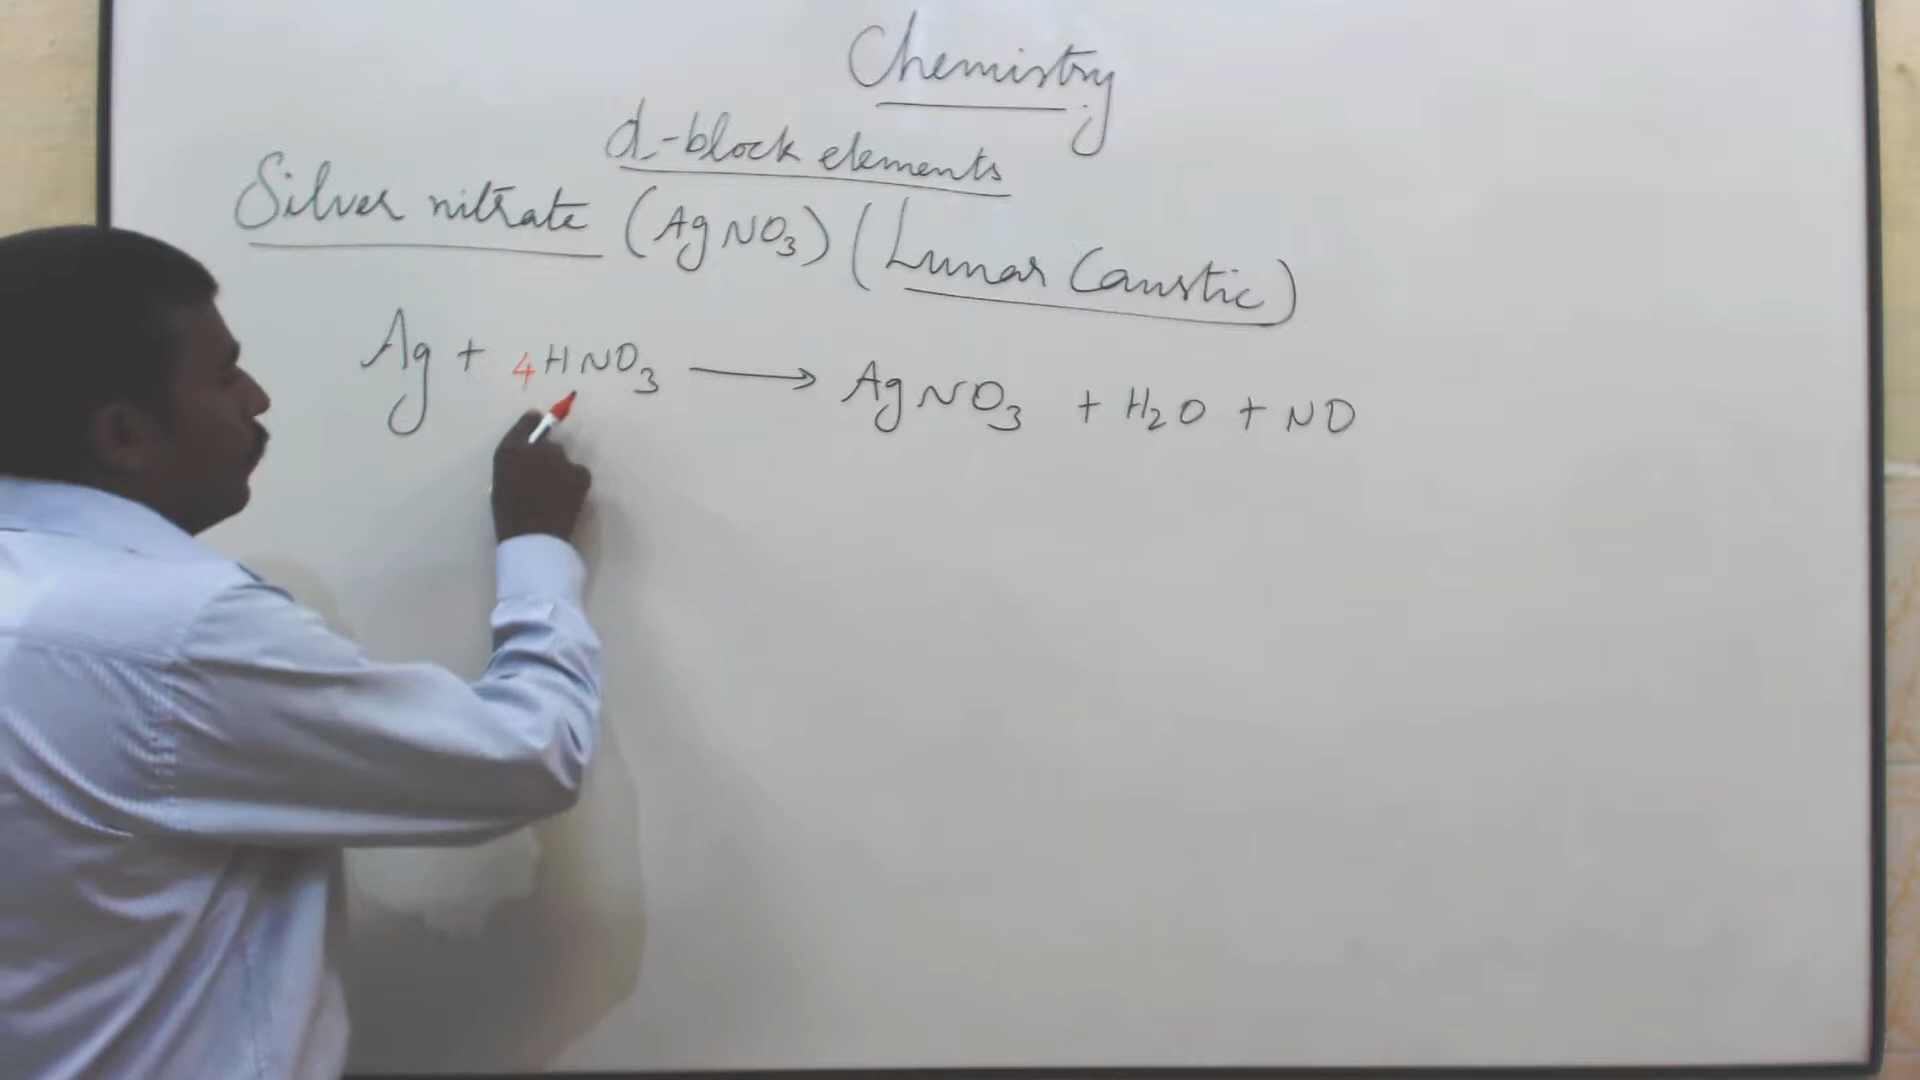 Chemistry
d-block elements
Silver nitrate (AgNO₃) (Lunar Caustic)
Ag + 4HNO₃ → AgNO₃ + H₂O + NO